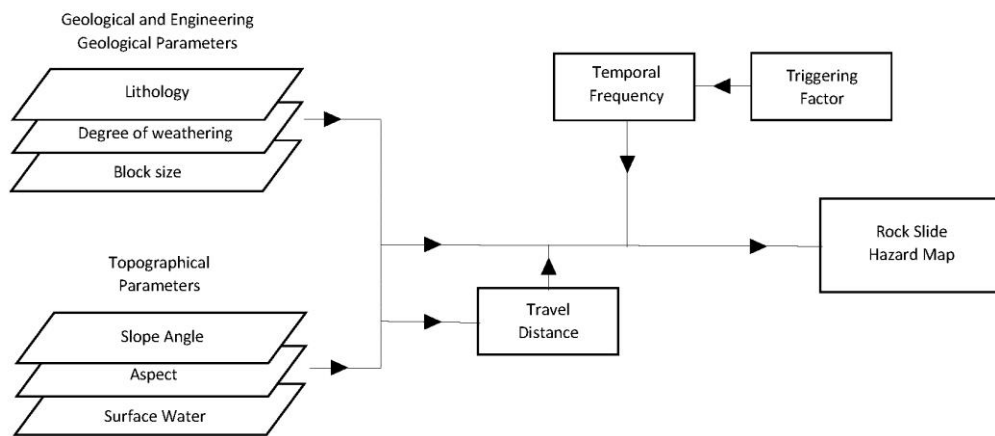 Geological and Engineering
Geological Parameters
Lithology
Degree of weathering
Block size
Topographical
Parameters
Slope Angle
Aspect
Surface Water
Temporal
Frequency
Triggering
Factor
Travel
Distance
Rock Slide
Hazard Map